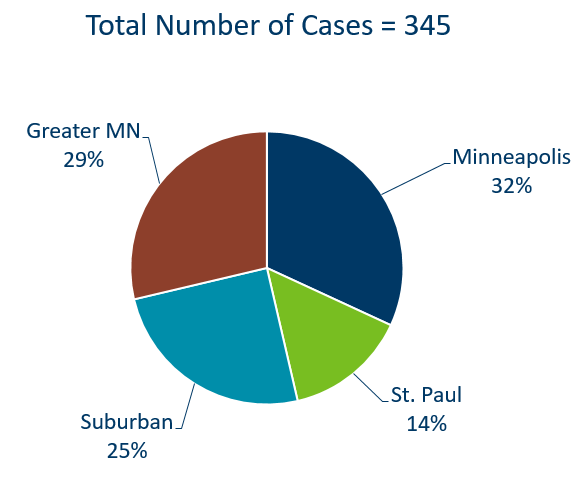 Total Number of Cases = 345
Greater MN
29%
Minneapolis
32%
St. Paul
14%
Suburban
25%